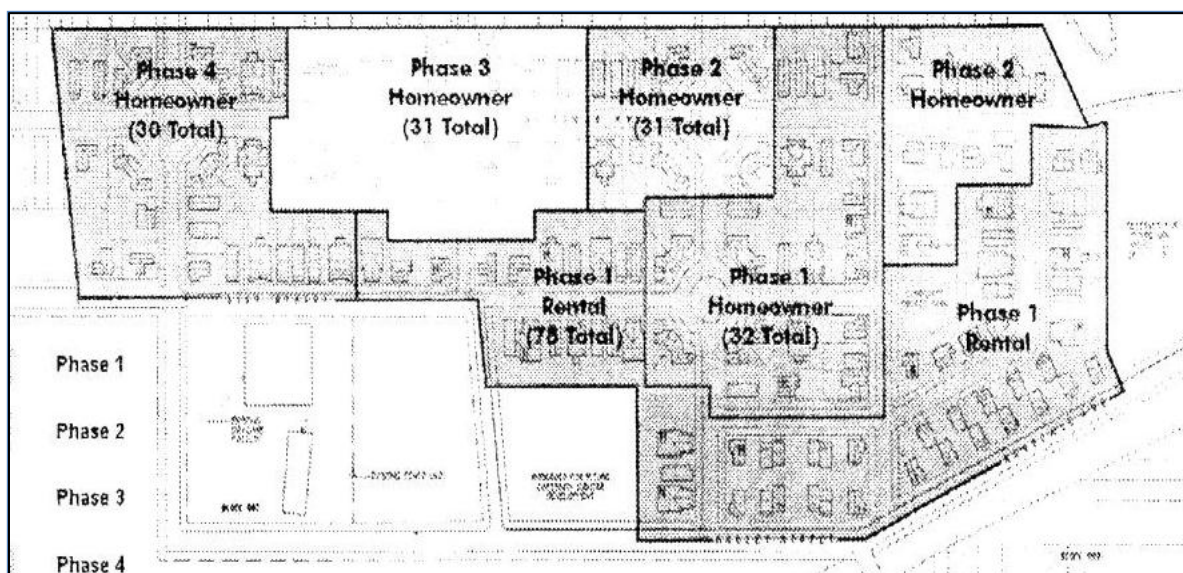 Phase 4
Homeowner
(30 Total)
Phase 3
Homeowner
(31 Total)
Phase 2
Homeowner
(31 Total)
Phase 2
Homeowner
Phase 1
Rental
(78 Total)
Phase 1
Homeowner
(32 Total)
Phase 1
Rental
Phase 1
Phase 2
Phase 3
Phase 4